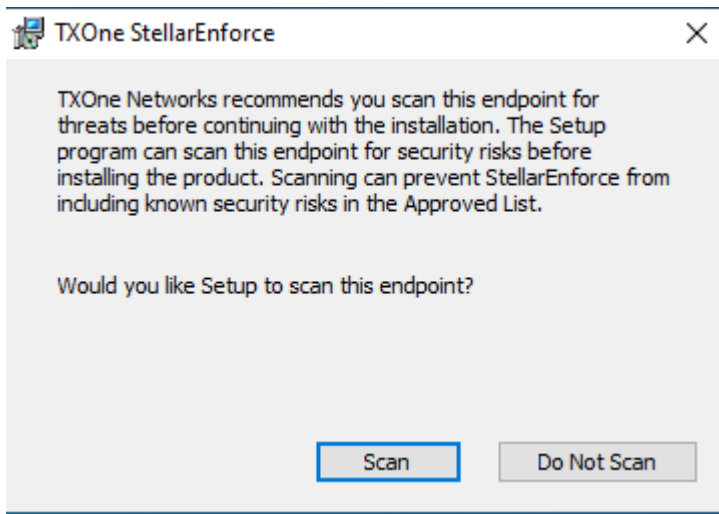 TXOne StellarEnforce
TXOne Networks recommends you scan this endpoint for
threats before continuing with the installation. The Setup
program can scan this endpoint for security risks before
installing the product. Scanning can prevent StellarEnforce from
including known security risks in the Approved List.
Would you like Setup to scan this endpoint?
Scan
Do Not Scan